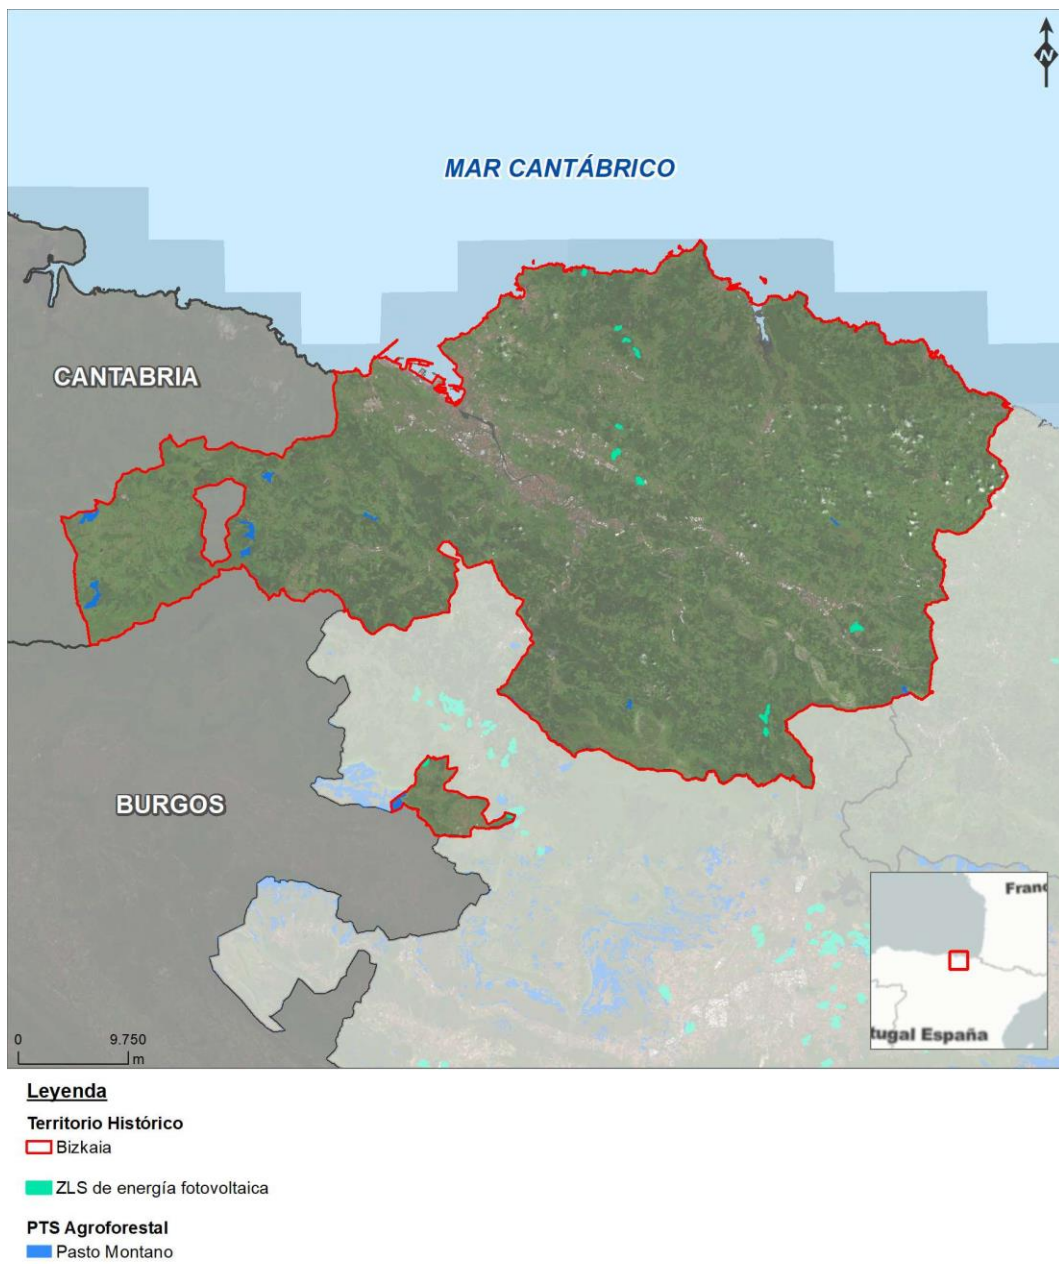 N
MAR CANTÁBRICO
CANTABRIA
BURGOS
Franc
tugal España
0 9.750
m
Leyenda
Territorio Histórico
Bizkaia
ZLS de energía fotovoltaica
PTS Agroforestal
Pasto Montano